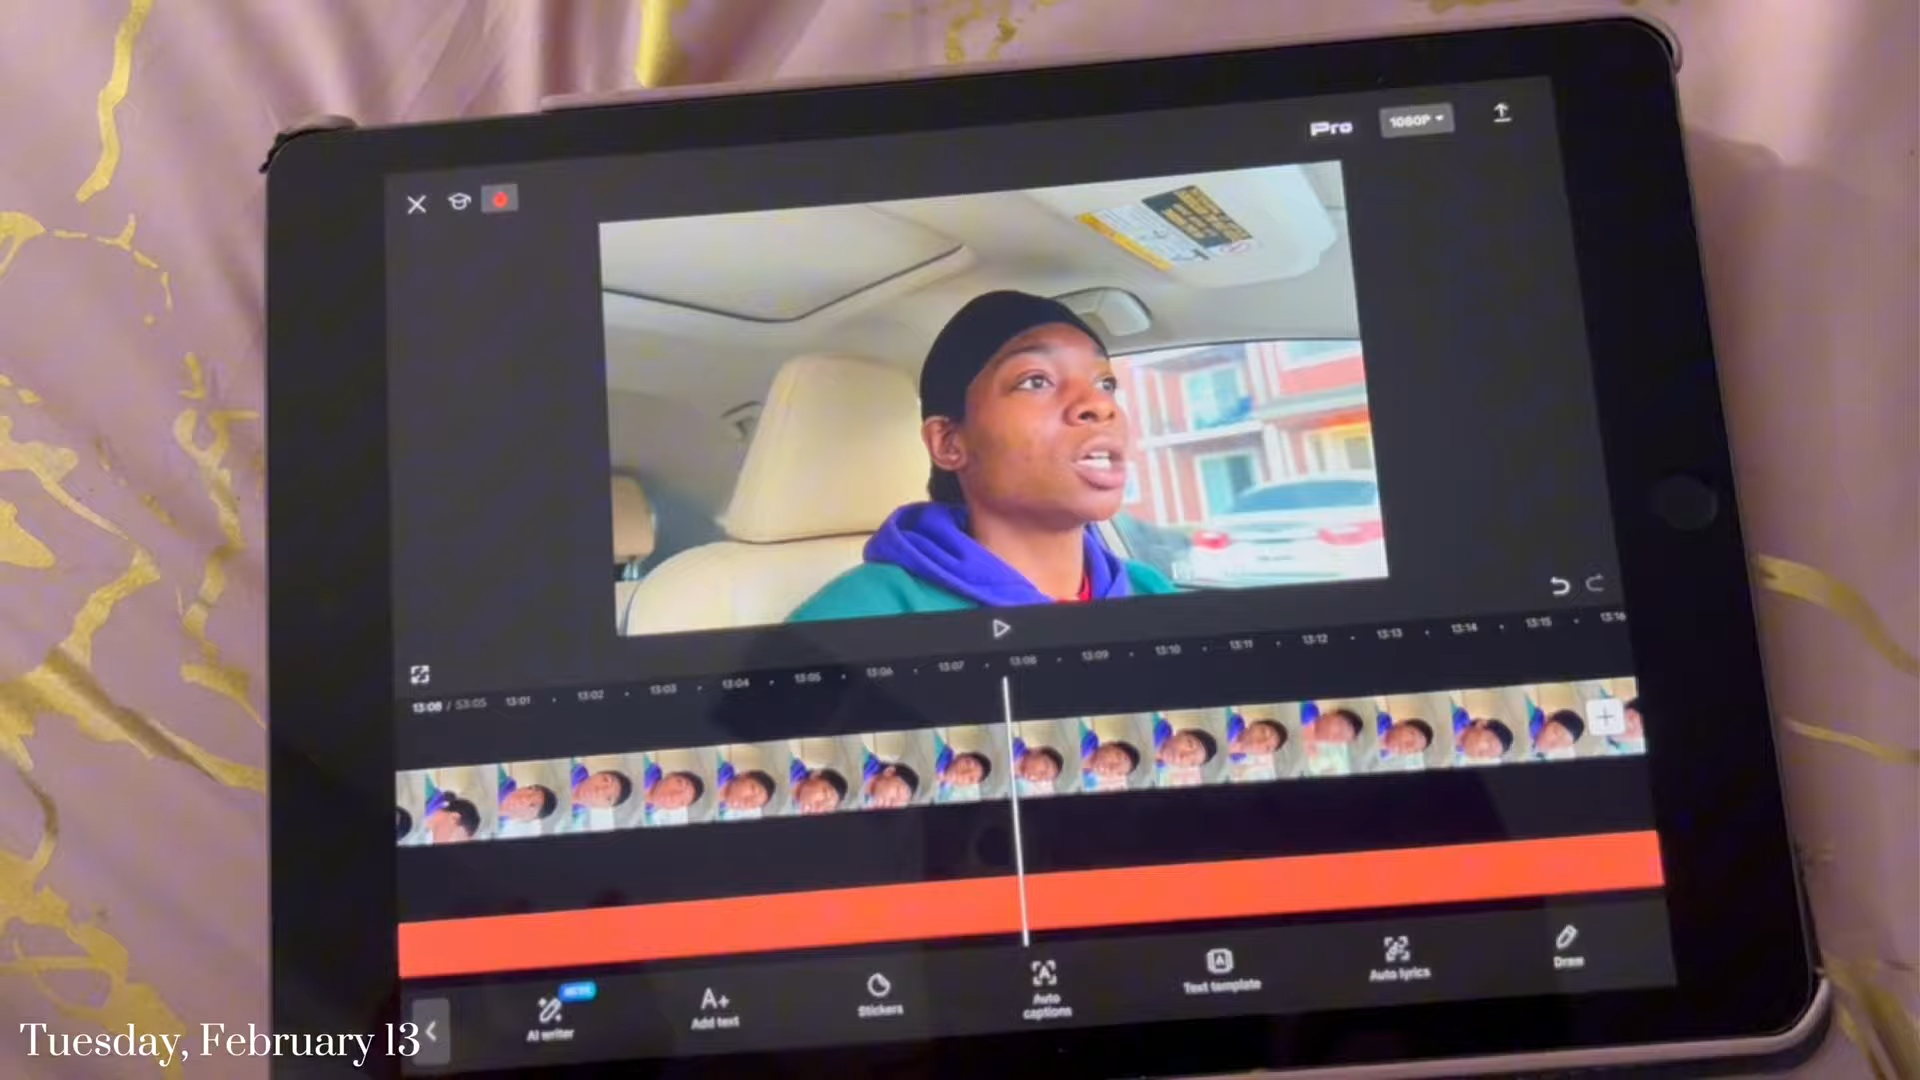 Pro
1080P
13:08 / 53:05
13:01
13:02
13:03
13:04
13:05
13:06
13:07
13:08
13:09
13:10
13:11
13:12
13:13
13:14
13:15
13:16
AI writer
Add text
Stickers
Auto
captions
Text template
Auto lyrics
Draw
Tuesday, February 13